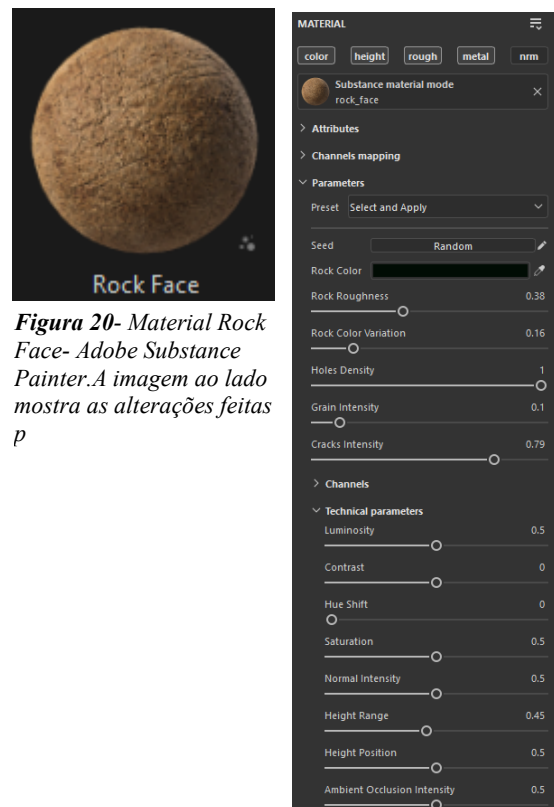 Rock Face
Figura 20- Material Rock
Face- Adobe Substance
Painter.A imagem ao lado
mostra as alterações feitas
p
MATERIAL
color height rough metal nrm
Substance material mode
rock_face
Attributes
Channels mapping
Parameters
Preset Select and Apply
Seed Random
Rock Color
Rock Roughness 0.38
Rock Color Variation 0.16
Holes Density 1
Grain Intensity 0.1
Cracks Intensity 0.79
Channels
Technical parameters
Luminosity 0.5
Contrast 0
Hue Shift 0
Saturation 0.5
Normal Intensity 0.5
Height Range 0.45
Height Position 0.5
Ambient Occlusion Intensity 0.5